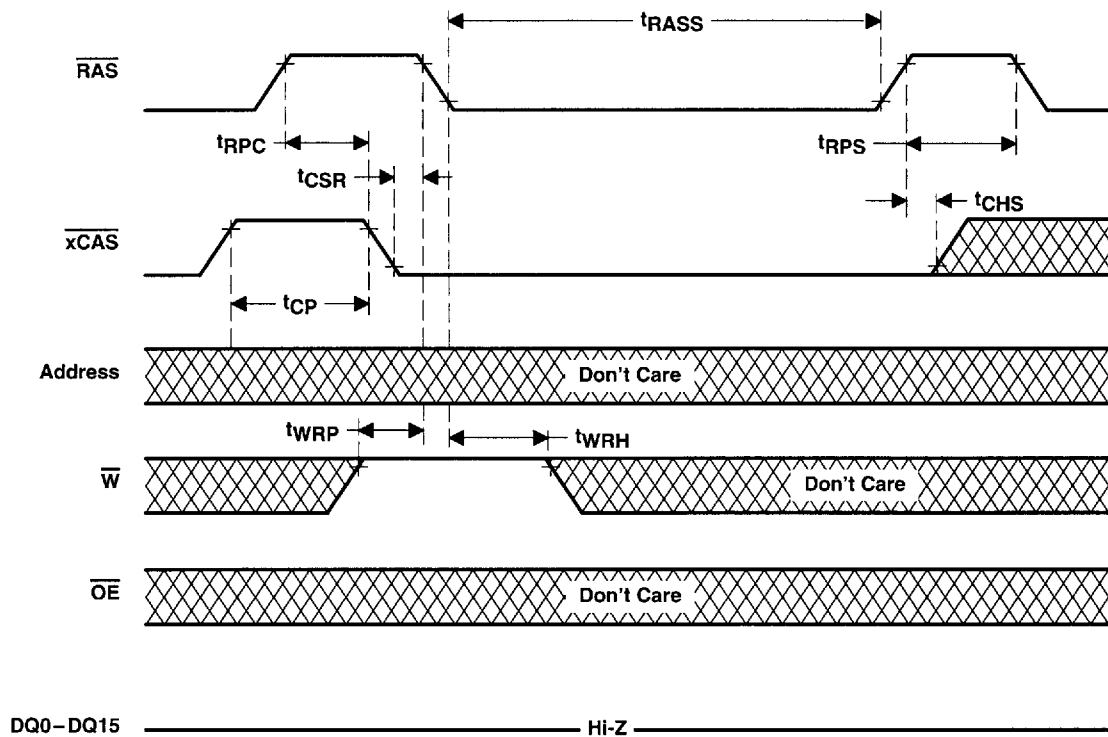 tRASS
RAS
tRPC
tRPS
tCSR
tCHS
xCAS
tCP
Address
Don't Care
tWRP
tWRH
W
Don't Care
OE
Don't Care
DQ0–DQ15
Hi-Z